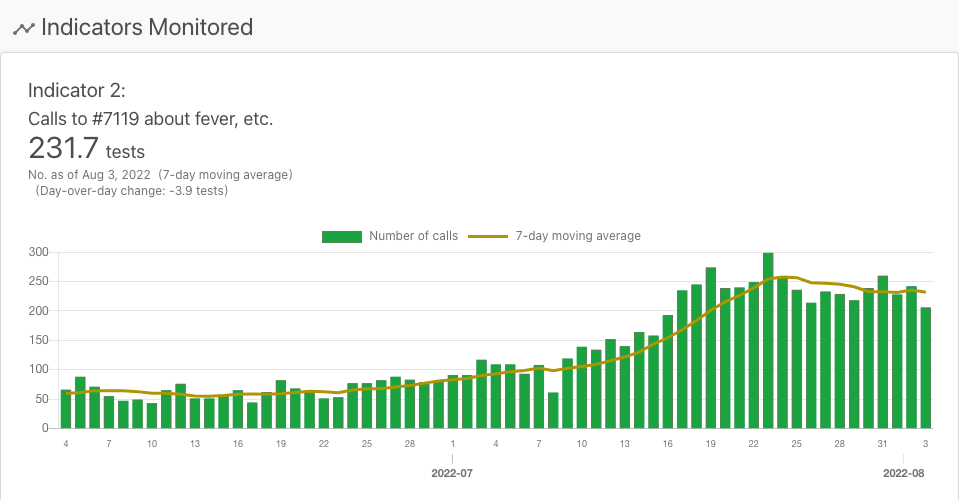 Indicators Monitored
Indicator 2:
Calls to #7119 about fever, etc.
231.7 tests
No. as of Aug 3, 2022 (7-day moving average)
(Day-over-day change: -3.9 tests)
Number of calls 7-day moving average
300
250
200
150
100
50
0
4 7 10 13 16 19 22 25 28 1 4 7 10 13 16 19 22 25 28 31 3
2022-07 2022-08